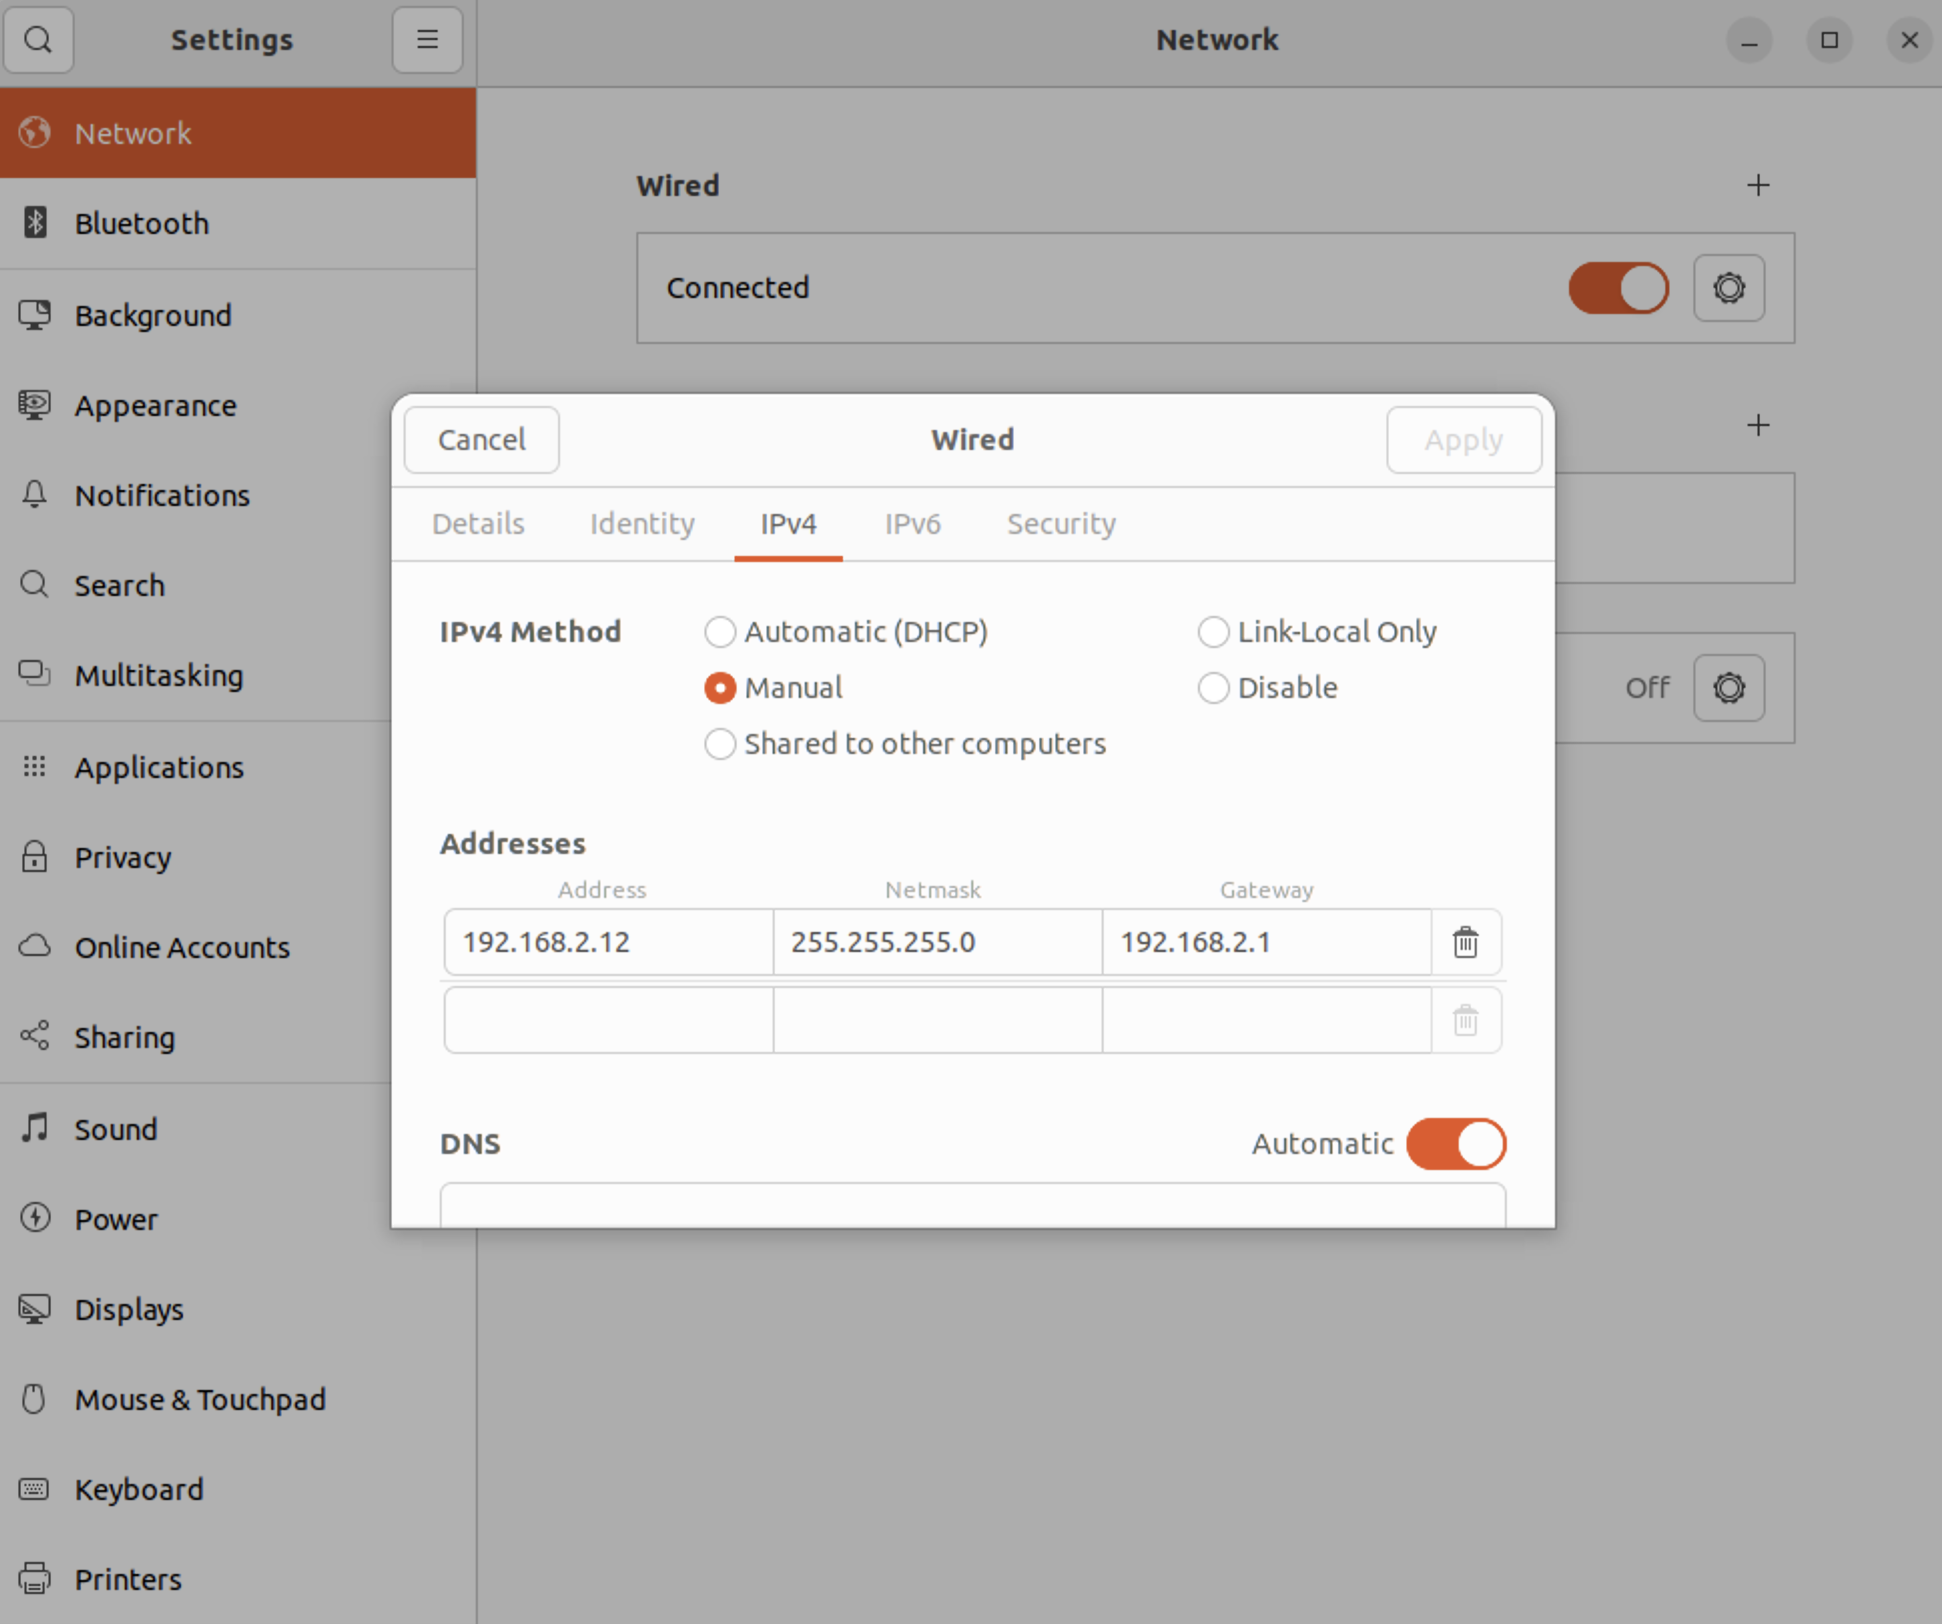 Settings
Network
Network
Bluetooth
Background
Appearance
Notifications
Search
Multitasking
Applications
Privacy
Online Accounts
Sharing
Sound
Power
Displays
Mouse & Touchpad
Keyboard
Printers
Wired
Connected
Off
Cancel
Wired
Apply
Details Identity IPv4 IPv6 Security
IPv4 Method
Automatic (DHCP)
Link-Local Only
Manual
Disable
Shared to other computers
Addresses
Address Netmask Gateway
192.168.2.12 255.255.255.0 192.168.2.1
DNS
Automatic